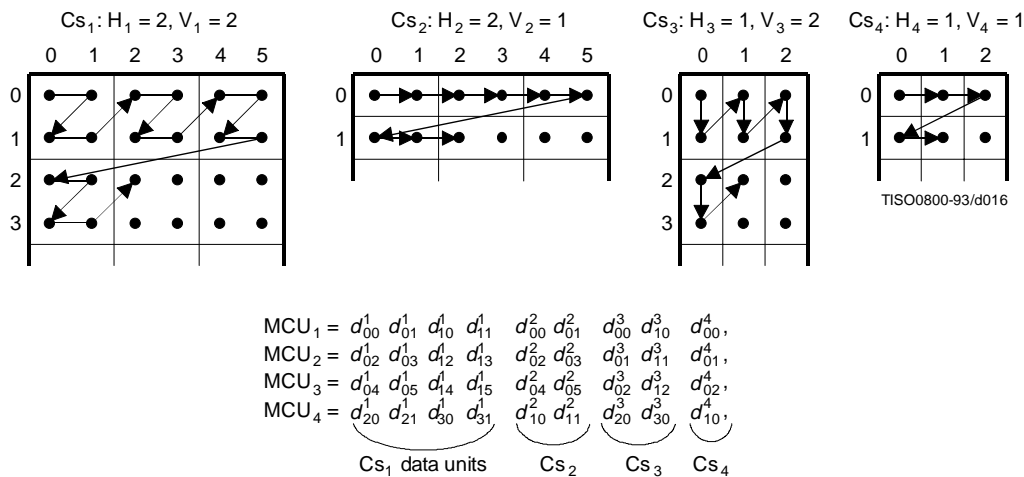 Cs₁: H₁ = 2, V₁ = 2
Cs₂: H₂ = 2, V₂ = 1
Cs₃: H₃ = 1, V₃ = 2
Cs₄: H₄ = 1, V₄ = 1
0 1 2 3 4 5
0 1 2 3 4 5
0 1 2
0 1 2
0
1
2
3
0
1
0
1
2
3
0
1
TISO0800-93/d016
MCU₁ = d¹₀₀ d¹₀₁ d¹₁₀ d¹₁₁ d²₀₀ d²₀₁ d³₀₀ d³₁₀ d⁴₀₀,
MCU₂ = d¹₀₂ d¹₀₃ d¹₁₂ d¹₁₃ d²₀₂ d²₀₃ d³₀₁ d³₁₁ d⁴₀₁,
MCU₃ = d¹₀₄ d¹₀₅ d¹₁₄ d¹₁₅ d²₀₄ d²₀₅ d³₀₂ d³₁₂ d⁴₀₂,
MCU₄ = d¹₂₀ d¹₂₁ d¹₃₀ d¹₃₁ d²₁₀ d²₁₁ d³₂₀ d³₃₀ d⁴₁₀,
Cs₁ data units Cs₂ Cs₃ Cs₄